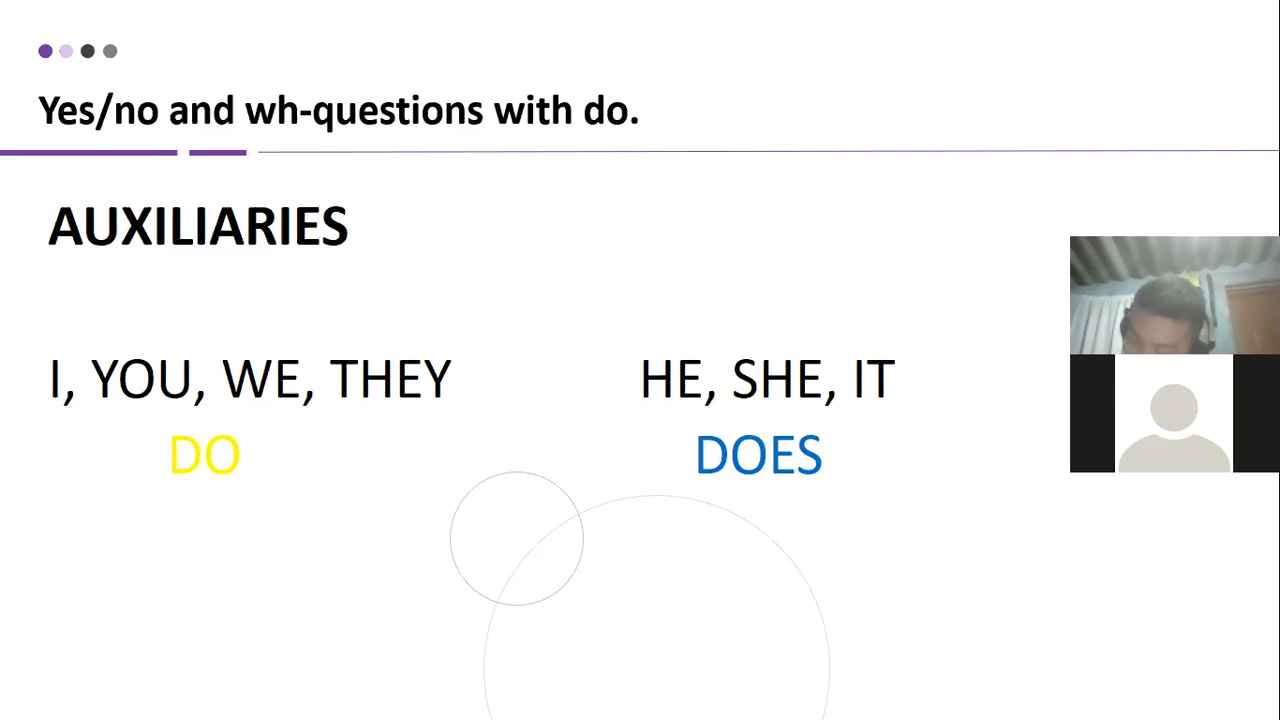 Yes/no and wh-questions with do.
AUXILIARIES
I, YOU, WE, THEY
HE, SHE, IT
DO
DOES